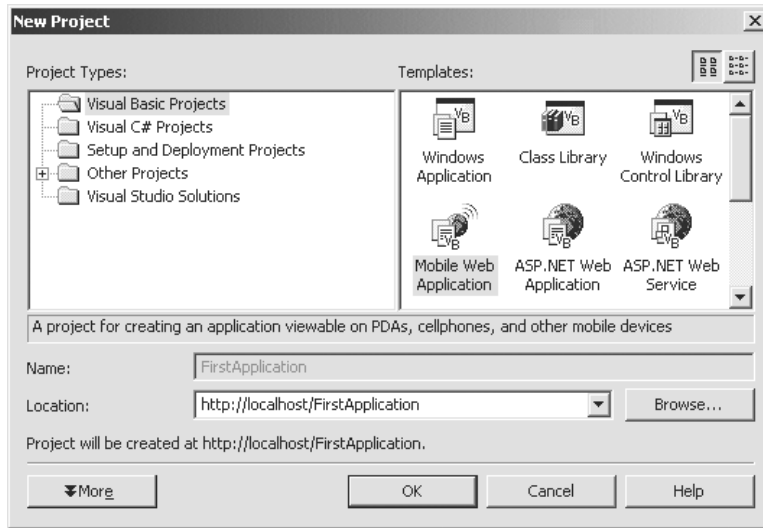 New Project
Project Types:
Templates:
Visual Basic Projects
Visual C# Projects
Setup and Deployment Projects
Other Projects
Visual Studio Solutions
Windows Application
Class Library
Windows Control Library
Mobile Web Application
ASP.NET Web Application
ASP.NET Web Service
A project for creating an application viewable on PDAs, cellphones, and other mobile devices
Name:
FirstApplication
Location:
http://localhost/FirstApplication
Browse...
Project will be created at http://localhost/FirstApplication.
More
OK
Cancel
Help